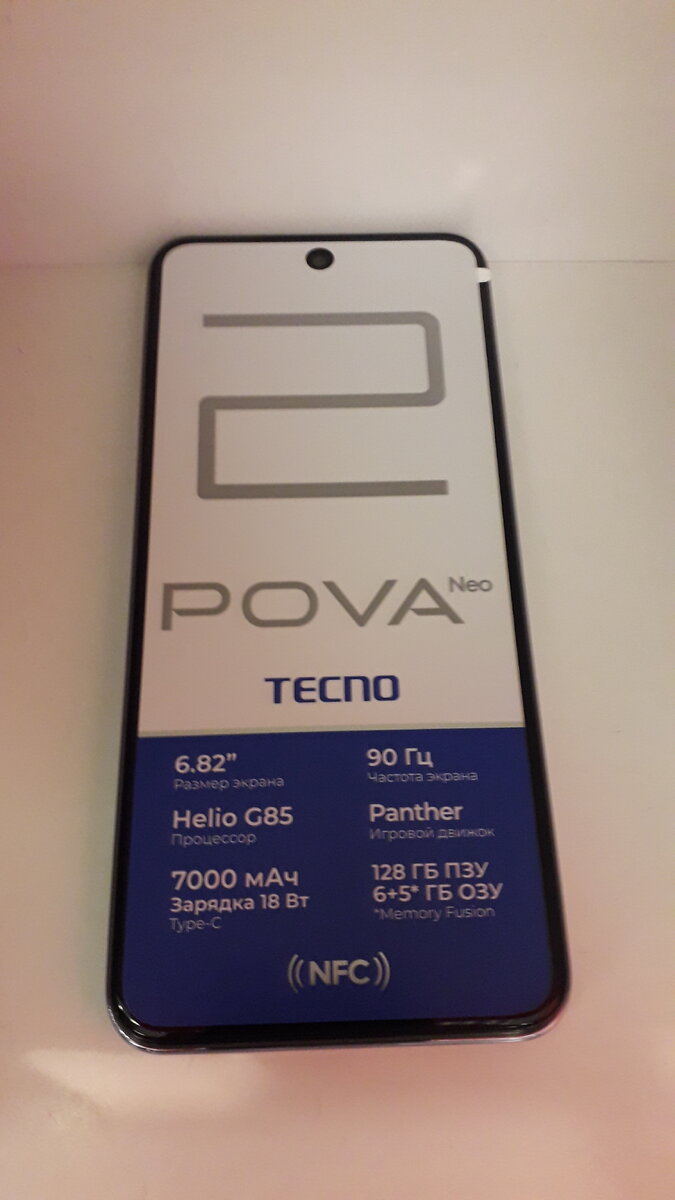 2
POVA Neo
TECNO
6.82”
Размер экрана
90 Гц
Частота экрана
Helio G85
Процессор
Panther
Игровой движок
7000 мАч
Зарядка 18 Вт
Type-C
128 ГБ ПЗУ
6+5* ГБ ОЗУ
*Memory Fusion
((NFC))